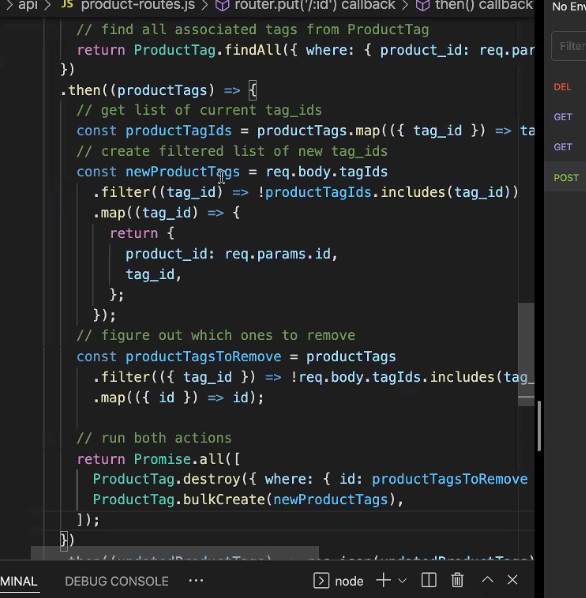 api > JS product-routes.js > router.put('/:id') callback > then() callback
No Env
// find all associated tags from ProductTag
return ProductTag.findAll({ where: { product_id: req.par
})
.then((productTags) => {
// get list of current tag_ids
const productTagIds = productTags.map(({ tag_id }) => ta
// create filtered list of new tag_ids
const newProductTags = req.body.tagIds
.filter((tag_id) => !productTagIds.includes(tag_id))
.map((tag_id) => {
return {
product_id: req.params.id,
tag_id,
};
});
// figure out which ones to remove
const productTagsToRemove = productTags
.filter(({ tag_id }) => !req.body.tagIds.includes(tag_
.map(({ id }) => id);
// run both actions
return Promise.all([
ProductTag.destroy({ where: { id: productTagsToRemove
ProductTag.bulkCreate(newProductTags),
]);
})
.then((updatedProductTags) => res.json(updatedProductTags)
MINAL DEBUG CONSOLE ··· node
Filter
DEL
GET
GET
POST